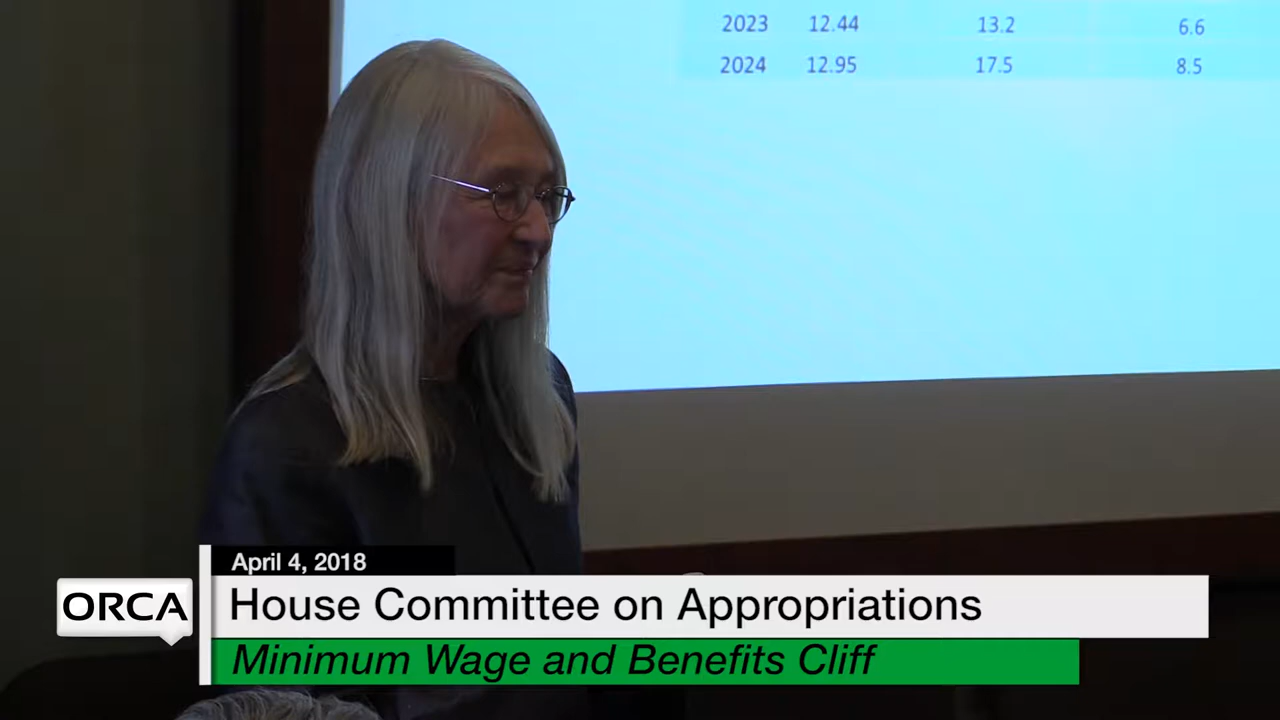 2023 12.44 13.2 6.6
2024 12.95 17.5 8.5
April 4, 2018
ORCA
House Committee on Appropriations
Minimum Wage and Benefits Cliff